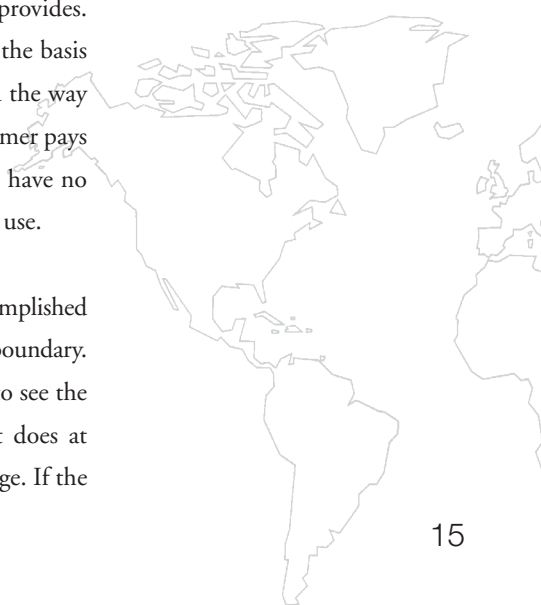 provides.
the basis
the way
mer pays
have no
use.
mplished
boundary.
o see the
t does at
ge. If the
15